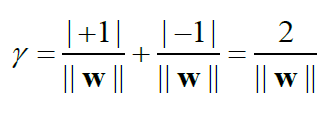 γ = |+1| / ||w|| + |−1| / ||w|| = 2 / ||w||